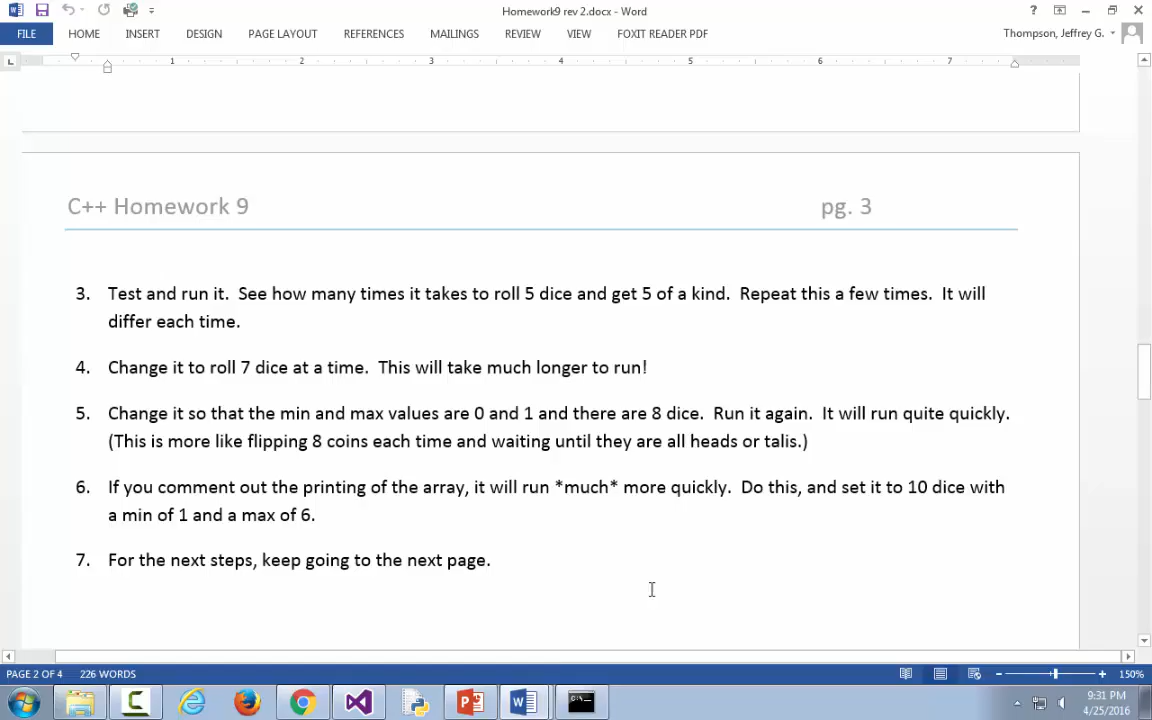 Homework9 rev 2.docx - Word
?
FILE HOME INSERT DESIGN PAGE LAYOUT REFERENCES MAILINGS REVIEW VIEW FOXIT READER PDF Thompson, Jeffrey G.
1 2 3 4 5 6 7
C++ Homework 9 pg. 3
3. Test and run it. See how many times it takes to roll 5 dice and get 5 of a kind. Repeat this a few times. It will
differ each time.
4. Change it to roll 7 dice at a time. This will take much longer to run!
5. Change it so that the min and max values are 0 and 1 and there are 8 dice. Run it again. It will run quite quickly.
(This is more like flipping 8 coins each time and waiting until they are all heads or talis.)
6. If you comment out the printing of the array, it will run *much* more quickly. Do this, and set it to 10 dice with
a min of 1 and a max of 6.
7. For the next steps, keep going to the next page.
PAGE 2 OF 4 226 WORDS 150%
9:31 PM
4/25/2016